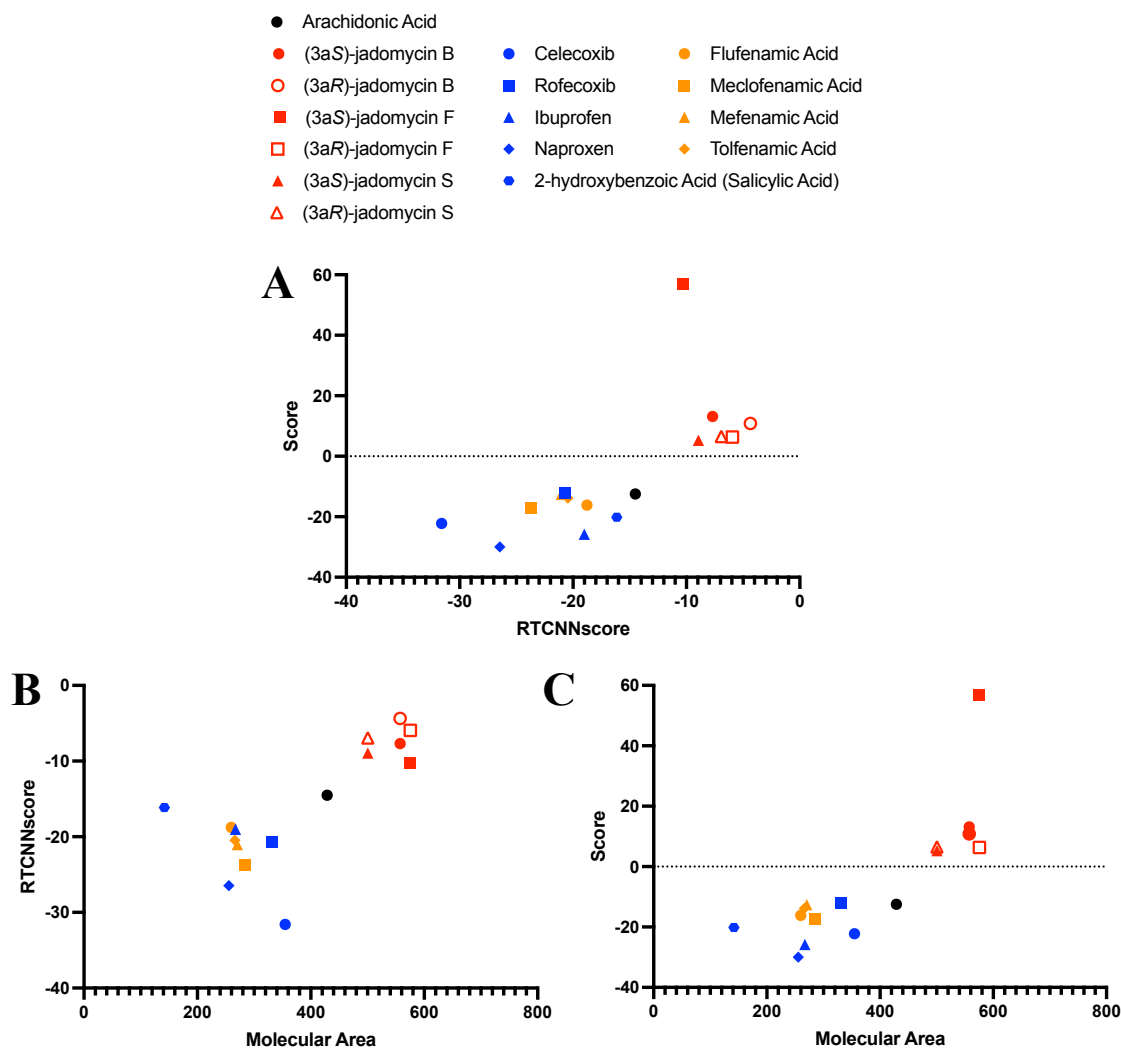 Arachidonic Acid
(3aS)-jadomycin B Celecoxib Flufenamic Acid
(3aR)-jadomycin B Rofecoxib Meclofenamic Acid
(3aS)-jadomycin F Ibuprofen Mefenamic Acid
(3aR)-jadomycin F Naproxen Tolfenamic Acid
(3aS)-jadomycin S 2-hydroxybenzoic Acid (Salicylic Acid)
(3aR)-jadomycin S
A
Score
60
40
20
0
-20
-40
-40 -30 -20 -10 0
RTCNNscore
B
RTCNNscore
0
-10
-20
-30
-40
0 200 400 600 800
Molecular Area
C
Score
60
40
20
0
-20
-40
0 200 400 600 800
Molecular Area